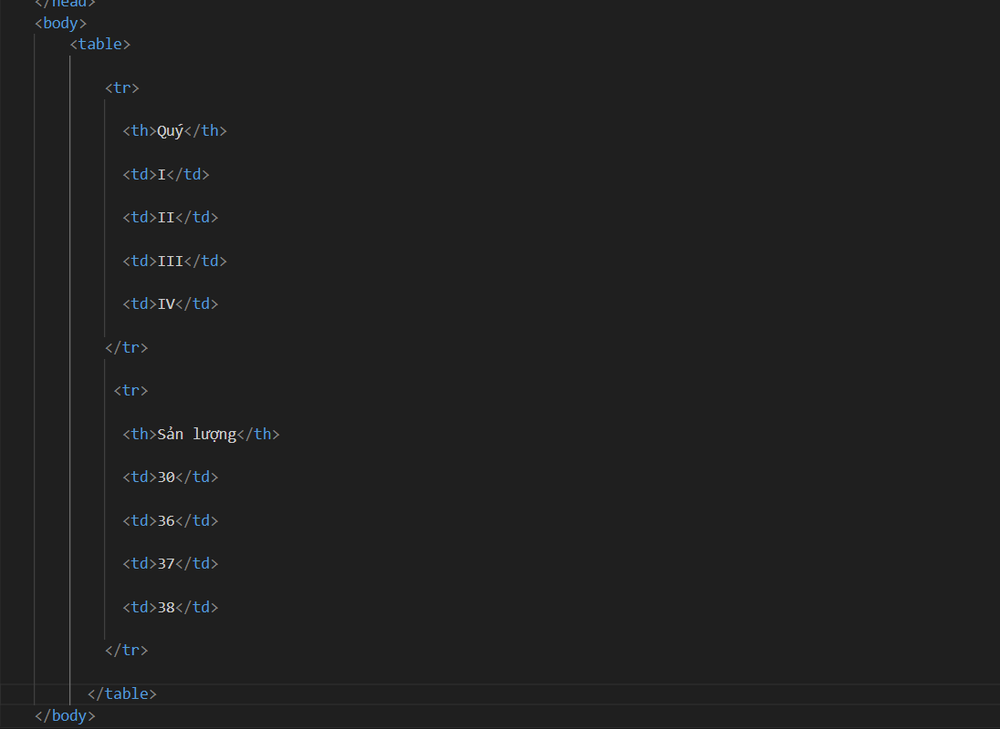 </head>
<body>
<table>
<tr>
<th>Quý</th>
<td>I</td>
<td>II</td>
<td>III</td>
<td>IV</td>
</tr>
<tr>
<th>Sản lượng</th>
<td>30</td>
<td>36</td>
<td>37</td>
<td>38</td>
</tr>
</table>
</body>